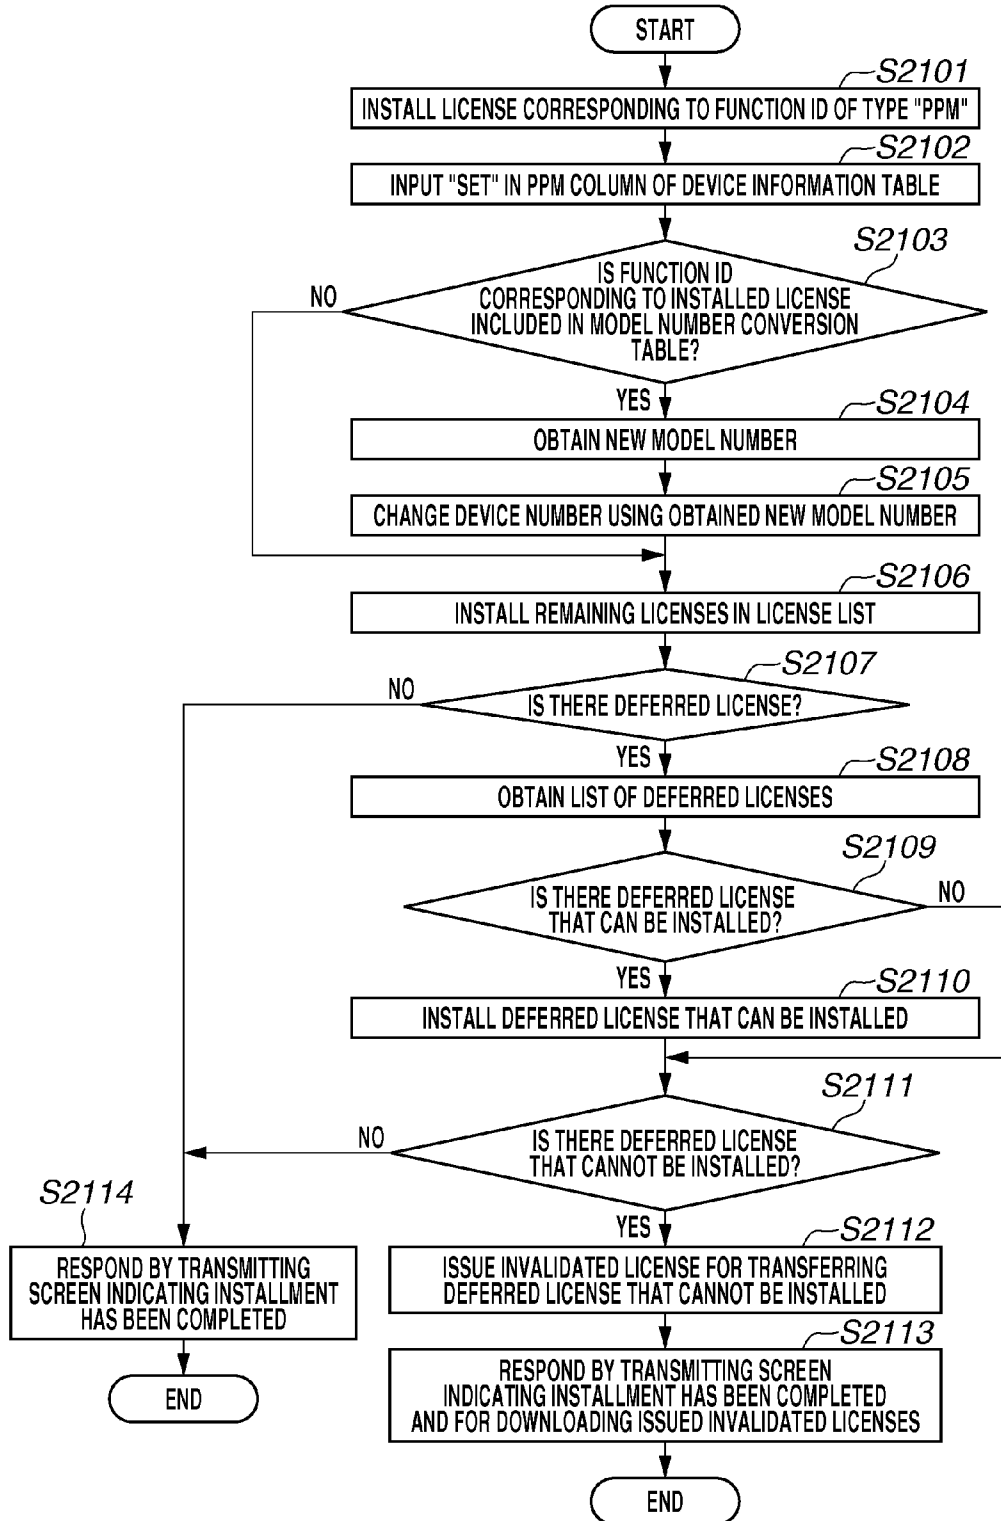 START
S2101
INSTALL LICENSE CORRESPONDING TO FUNCTION ID OF TYPE "PPM"
S2102
INPUT "SET" IN PPM COLUMN OF DEVICE INFORMATION TABLE
S2103
IS FUNCTION ID
CORRESPONDING TO INSTALLED LICENSE
INCLUDED IN MODEL NUMBER CONVERSION
TABLE?
NO
YES
S2104
OBTAIN NEW MODEL NUMBER
S2105
CHANGE DEVICE NUMBER USING OBTAINED NEW MODEL NUMBER
S2106
INSTALL REMAINING LICENSES IN LICENSE LIST
S2107
NO
IS THERE DEFERRED LICENSE?
YES
S2108
OBTAIN LIST OF DEFERRED LICENSES
S2109
IS THERE DEFERRED LICENSE
THAT CAN BE INSTALLED?
NO
YES
S2110
INSTALL DEFERRED LICENSE THAT CAN BE INSTALLED
S2111
NO
IS THERE DEFERRED LICENSE
THAT CANNOT BE INSTALLED?
YES
S2114
RESPOND BY TRANSMITTING
SCREEN INDICATING INSTALLMENT
HAS BEEN COMPLETED
END
S2112
ISSUE INVALIDATED LICENSE FOR TRANSFERRING
DEFERRED LICENSE THAT CANNOT BE INSTALLED
S2113
RESPOND BY TRANSMITTING SCREEN
INDICATING INSTALLMENT HAS BEEN COMPLETED
AND FOR DOWNLOADING ISSUED INVALIDATED LICENSES
END